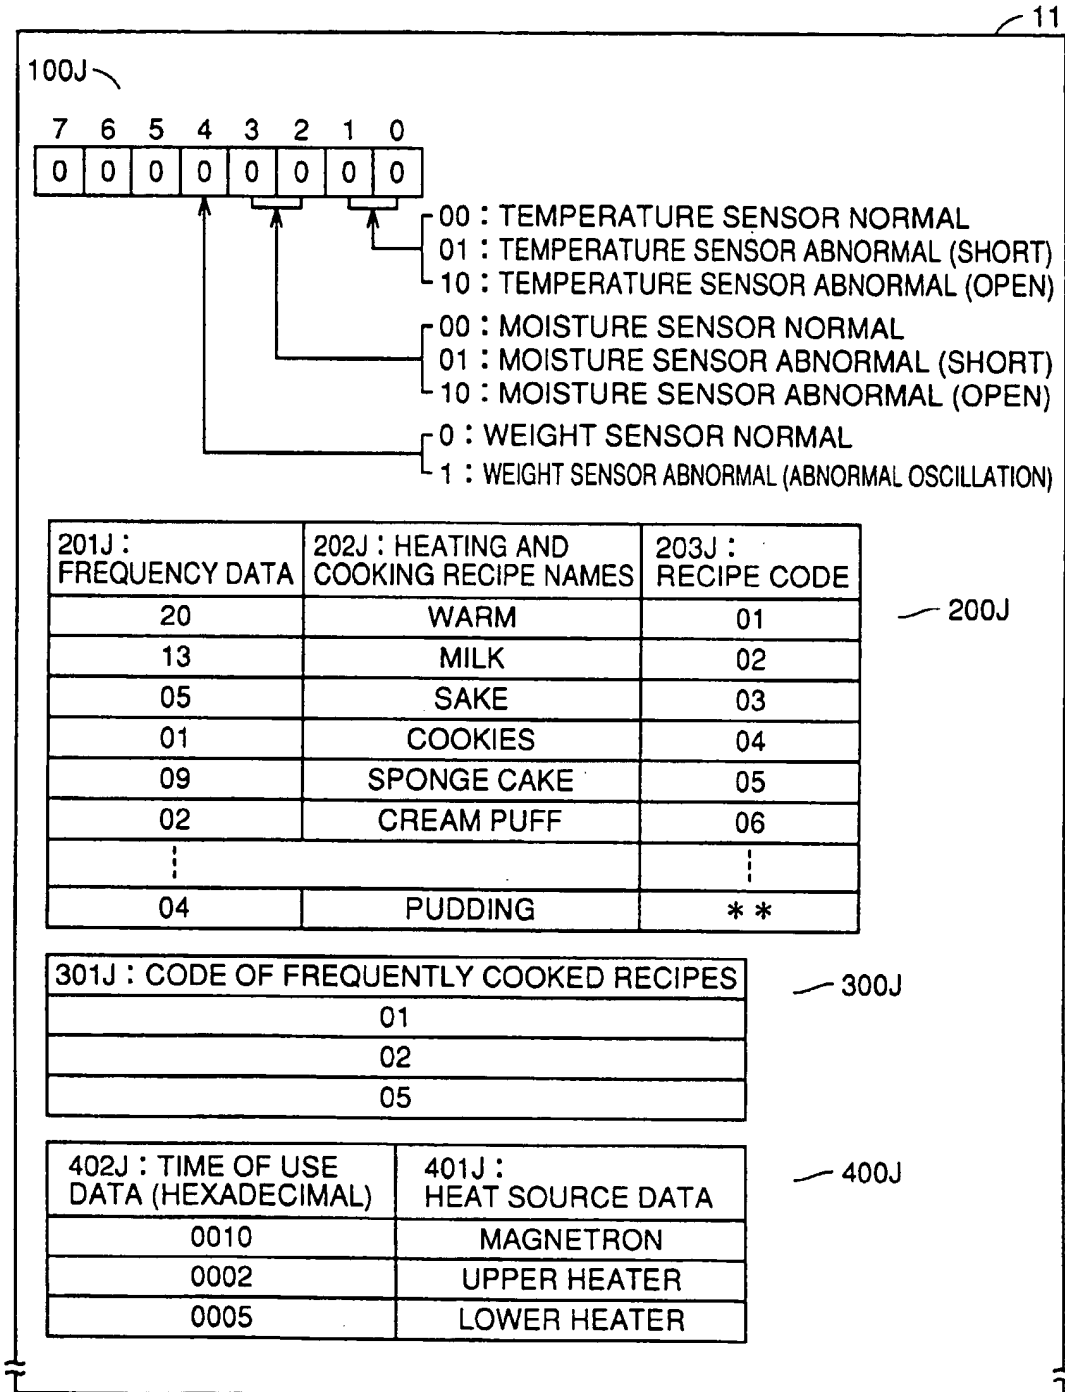 11
100J
7 6 5 4 3 2 1 0
0 0 0 0 0 0 0 0
00 : TEMPERATURE SENSOR NORMAL
01 : TEMPERATURE SENSOR ABNORMAL (SHORT)
10 : TEMPERATURE SENSOR ABNORMAL (OPEN)
00 : MOISTURE SENSOR NORMAL
01 : MOISTURE SENSOR ABNORMAL (SHORT)
10 : MOISTURE SENSOR ABNORMAL (OPEN)
0 : WEIGHT SENSOR NORMAL
1 : WEIGHT SENSOR ABNORMAL (ABNORMAL OSCILLATION)
201J : 202J : HEATING AND 203J :
FREQUENCY DATA COOKING RECIPE NAMES RECIPE CODE
20 WARM 01
200J
13 MILK 02
05 SAKE 03
01 COOKIES 04
09 SPONGE CAKE 05
02 CREAM PUFF 06
04 PUDDING **
301J : CODE OF FREQUENTLY COOKED RECIPES
300J
01
02
05
402J : TIME OF USE 401J :
400J
DATA (HEXADECIMAL) HEAT SOURCE DATA
0010 MAGNETRON
0002 UPPER HEATER
0005 LOWER HEATER